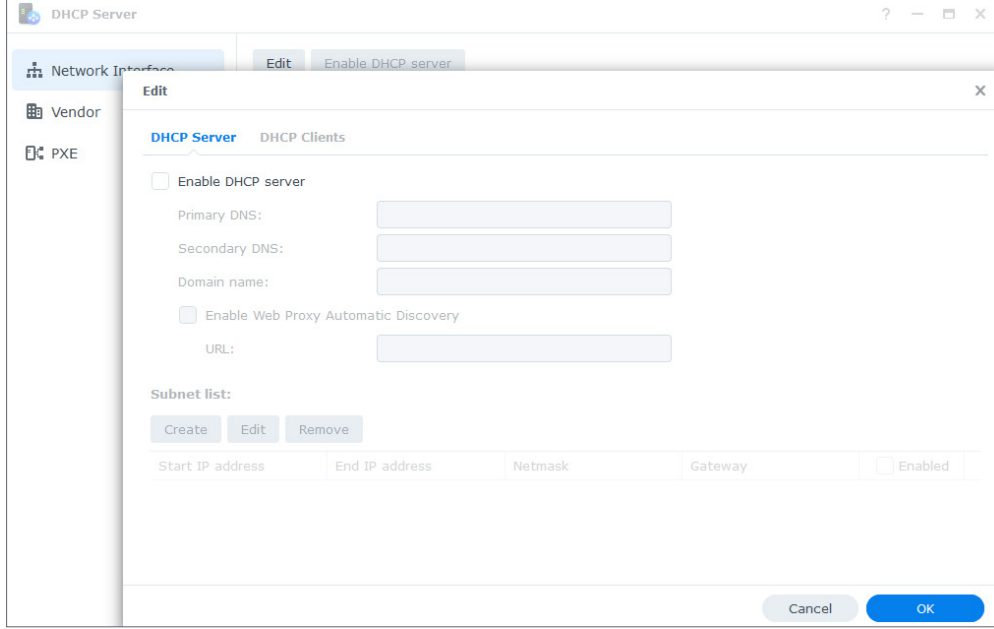 DHCP Server
?
Edit Enable DHCP server
Network Interface
Vendor
PXE
Edit
DHCP Server DHCP Clients
Enable DHCP server
Primary DNS:
Secondary DNS:
Domain name:
Enable Web Proxy Automatic Discovery
URL:
Subnet list:
Create Edit Remove
Start IP address End IP address Netmask Gateway Enabled
Cancel OK